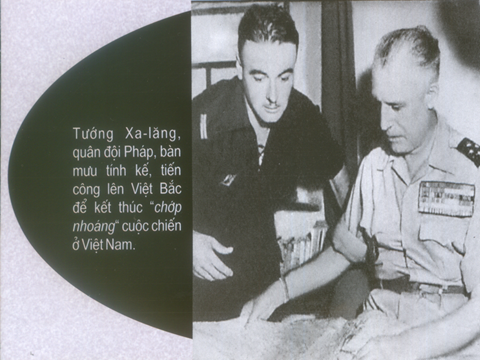 Tướng Xa-lăng,
quân đội Pháp, bàn
mưu tính kế, tiến
công lên Việt Bắc
để kết thúc “chớp
nhoáng“ cuộc chiến
ở Việt Nam.